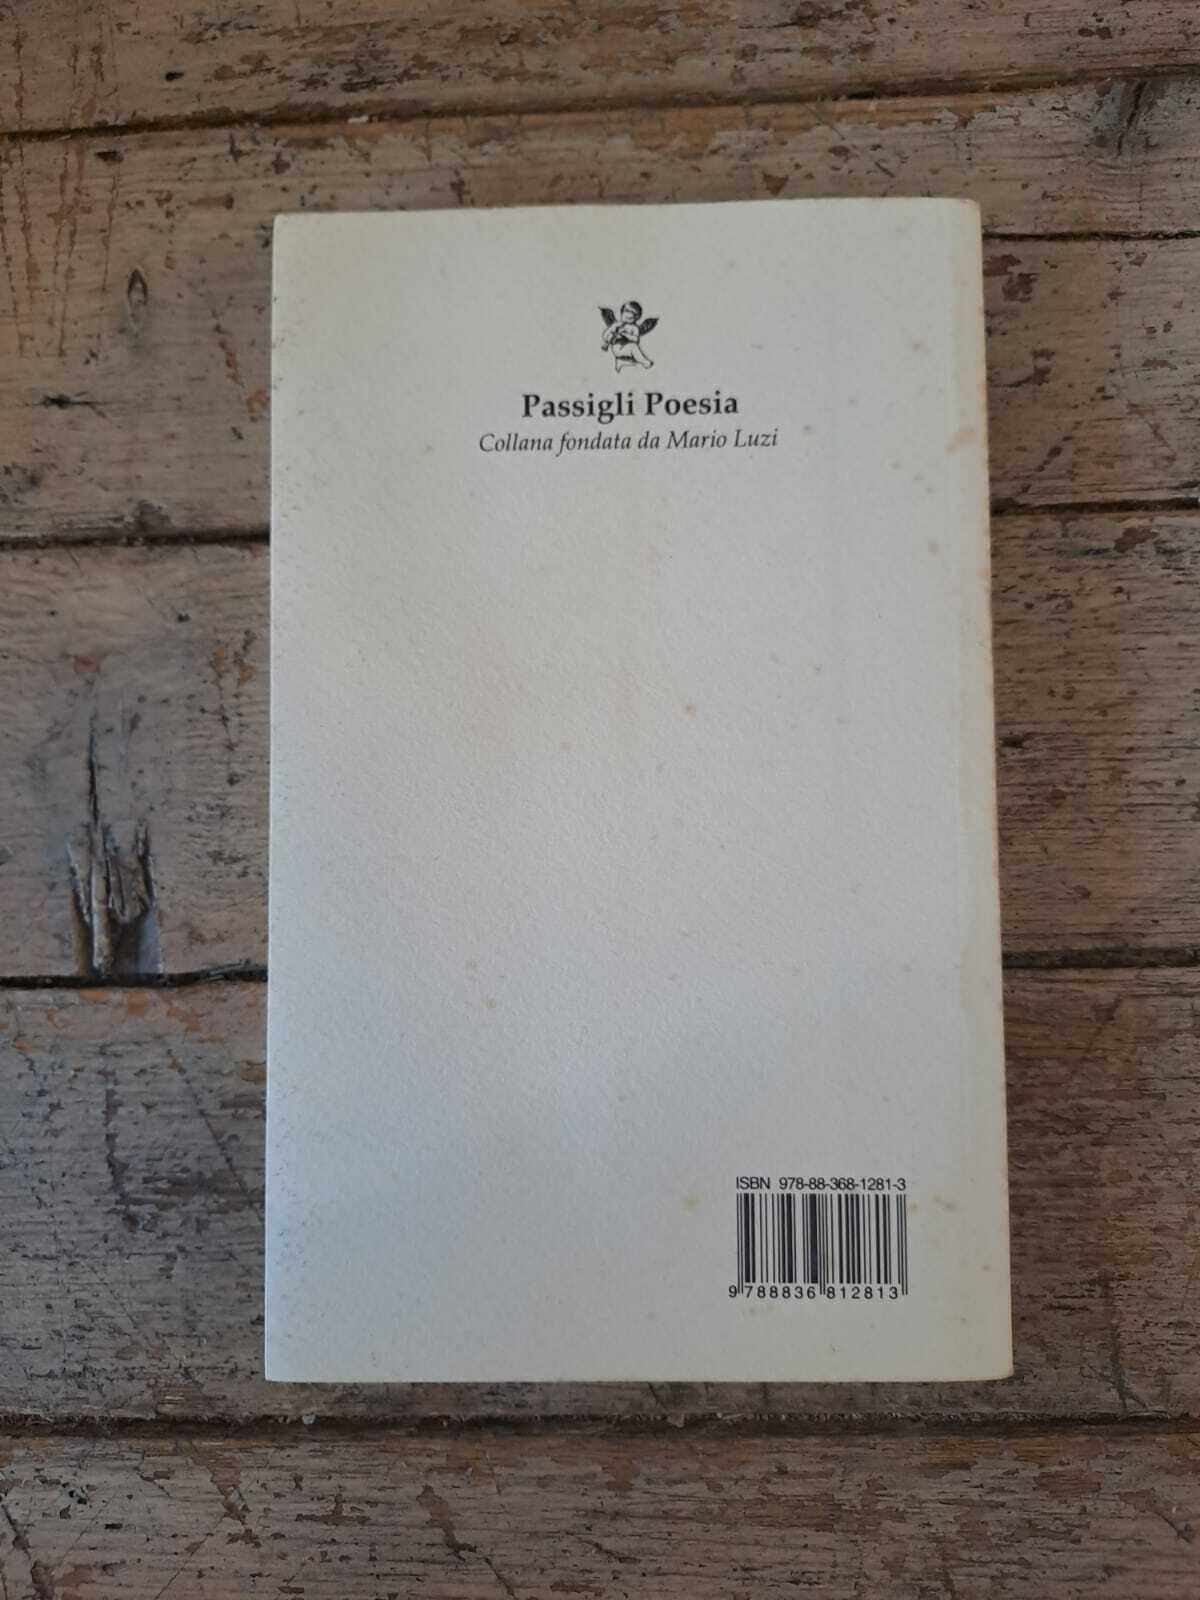 Passigli Poesia
Collana fondata da Mario Luzi
ISBN 978-88-368-1281-3
9 788836 812813